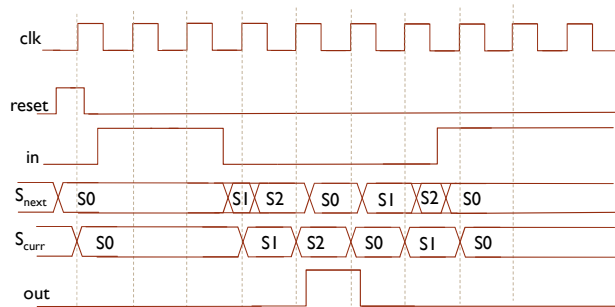 clk
reset
in
Snext S0 S1 S2 S0 S1 S2 S0
Scurr S0 S1 S2 S0 S1 S0
out